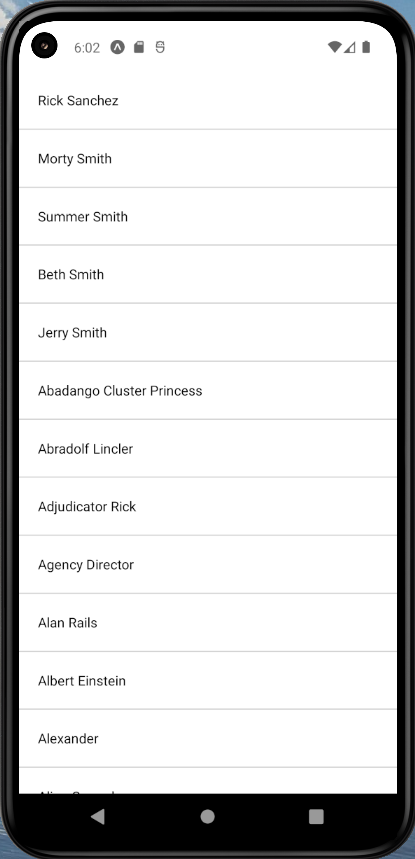 6:02
Rick Sanchez
Morty Smith
Summer Smith
Beth Smith
Jerry Smith
Abadango Cluster Princess
Abradolf Lincler
Adjudicator Rick
Agency Director
Alan Rails
Albert Einstein
Alexander